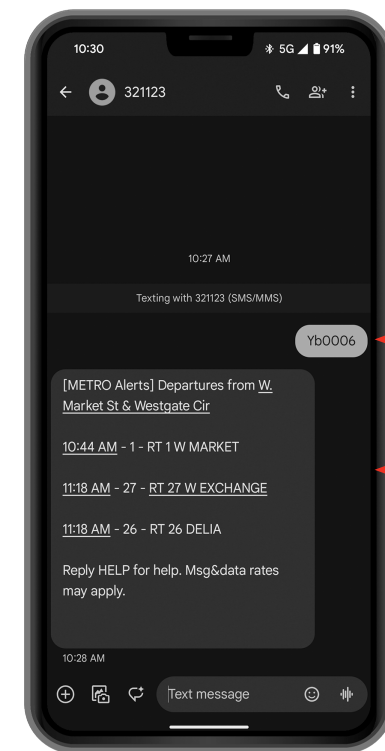 10:30 5G 91%
321123
10:27 AM
Texting with 321123 (SMS/MMS)
Yb0006
[METRO Alerts] Departures from W.
Market St & Westgate Cir
10:44 AM - 1 - RT 1 W MARKET
11:18 AM - 27 - RT 27 W EXCHANGE
11:18 AM - 26 - RT 26 DELIA
Reply HELP for help. Msg&data rates
may apply.
10:28 AM
Text message